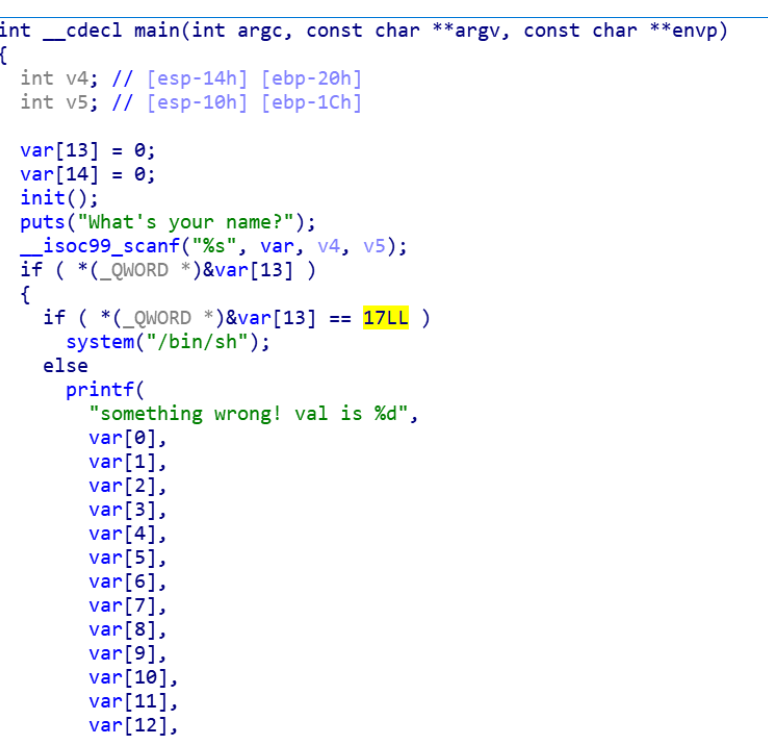 int __cdecl main(int argc, const char **argv, const char **envp)
{
  int v4; // [esp-14h] [ebp-20h]
  int v5; // [esp-10h] [ebp-1Ch]

  var[13] = 0;
  var[14] = 0;
  init();
  puts("What's your name?");
  __isoc99_scanf("%s", var, v4, v5);
  if ( *(_QWORD *)&var[13] )
  {
    if ( *(_QWORD *)&var[13] == 17LL )
      system("/bin/sh");
    else
      printf(
        "something wrong! val is %d",
        var[0],
        var[1],
        var[2],
        var[3],
        var[4],
        var[5],
        var[6],
        var[7],
        var[8],
        var[9],
        var[10],
        var[11],
        var[12],